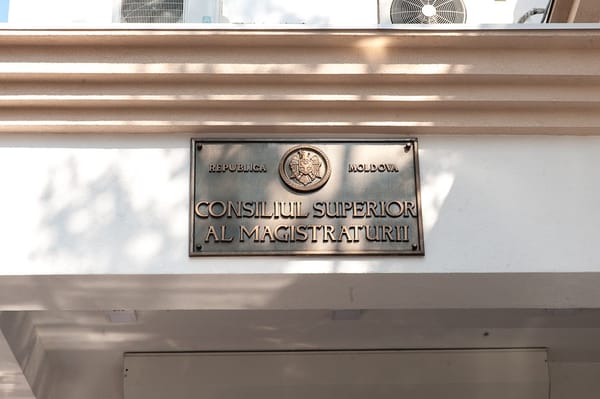 REPUBLICA MOLDOVA
CONSILIUL SUPERIOR
AL MAGISTRATURII